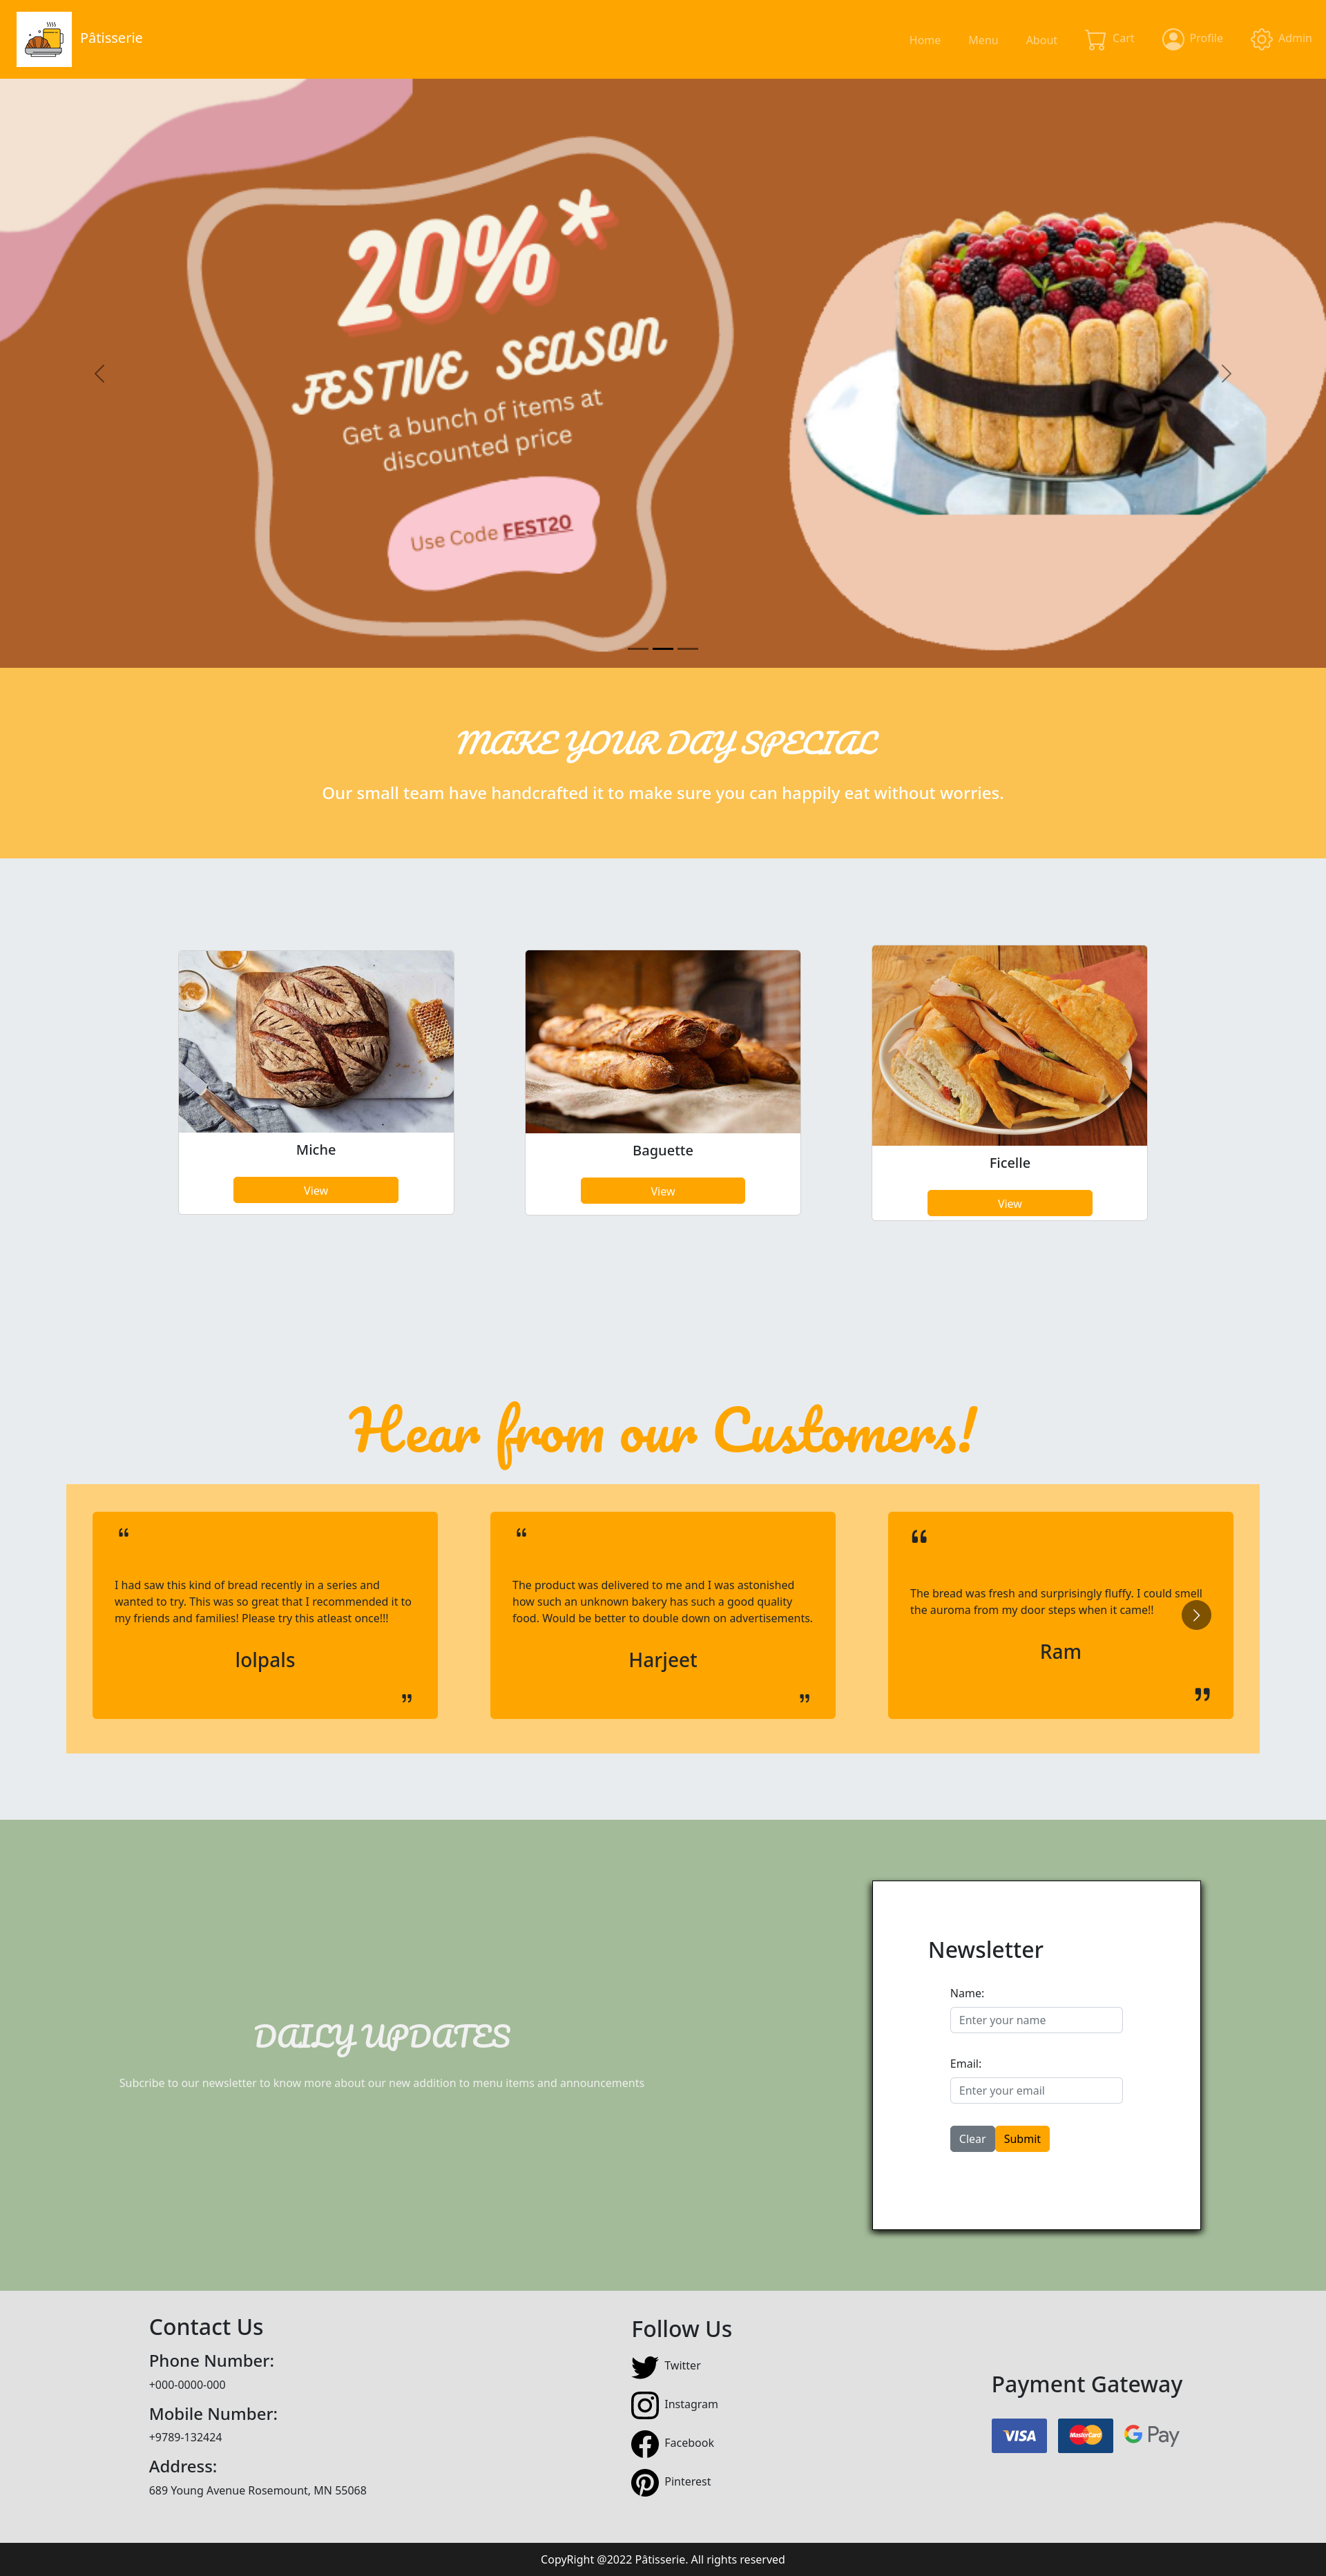 Pâtisserie
Home Menu About Cart Profile Admin
20%*
FESTIVE SEASON
Get a bunch of items at
discounted price
Use Code FEST20
MAKE YOUR DAY SPECIAL
Our small team have handcrafted it to make sure you can happily eat without worries.
Miche
View
Baguette
View
Ficelle
View
Hear from our Customers!
“
I had saw this kind of bread recently in a series and
wanted to try. This was so great that I recommended it to
my friends and families! Please try this atleast once!!!
lolpals
”
“
The product was delivered to me and I was astonished
how such an unknown bakery has such a good quality
food. Would be better to double down on advertisements.
Harjeet
”
“
The bread was fresh and surprisingly fluffy. I could smell
the auroma from my door steps when it came!!
Ram
”
DAILY UPDATES
Subcribe to our newsletter to know more about our new addition to menu items and announcements
Newsletter
Name:
Enter your name
Email:
Enter your email
Clear Submit
Contact Us
Phone Number:
+000-0000-000
Mobile Number:
+9789-132424
Address:
689 Young Avenue Rosemount, MN 55068
Follow Us
Twitter
Instagram
Facebook
Pinterest
Payment Gateway
VISA MasterCard G Pay
CopyRight @2022 Pâtisserie. All rights reserved